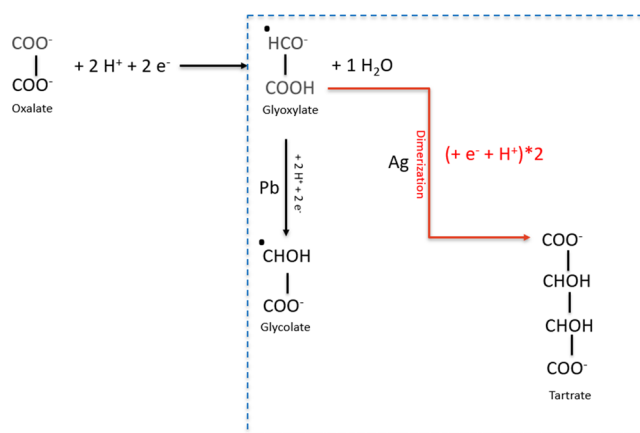 COO⁻
COO⁻
Oxalate
+ 2 H⁺ + 2 e⁻
•
HCO⁻
COOH
Glyoxylate
+ 1 H₂O
Pb
+ 2 H⁺ + 2 e⁻
•
CHOH
COO⁻
Glycolate
Ag
Dimerization
(+ e⁻ + H⁺)*2
COO⁻
CHOH
CHOH
COO⁻
Tartrate